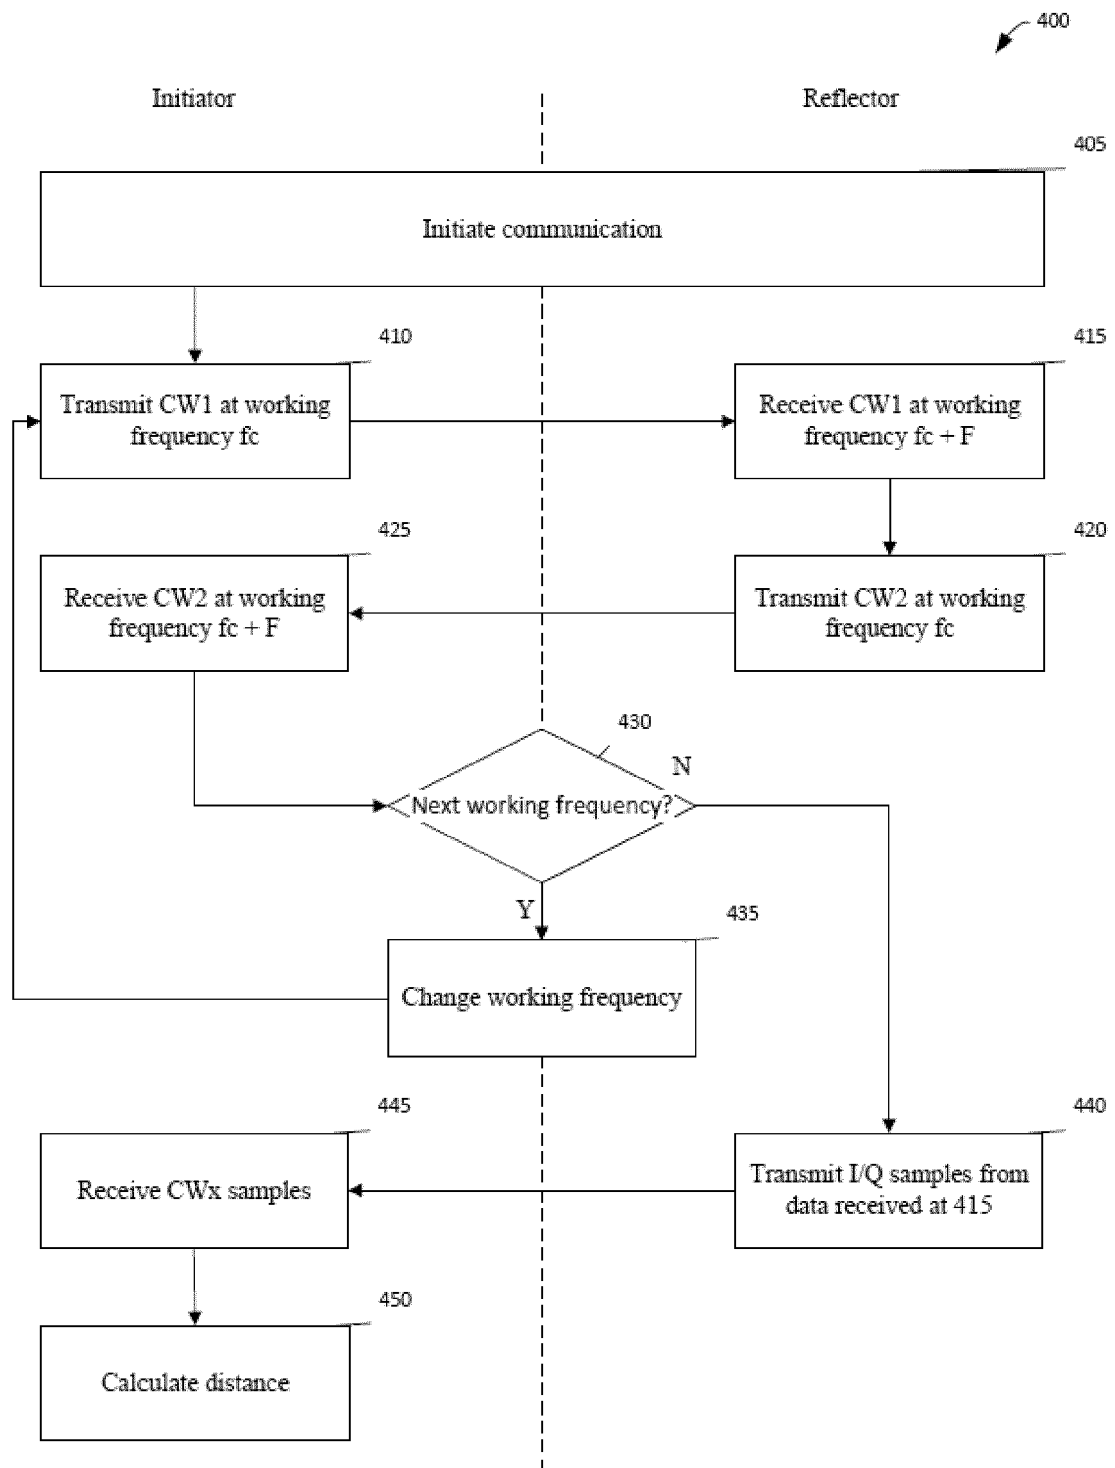 400
Initiator
Reflector
405
Initiate communication
410
415
Transmit CW1 at working
frequency fc
Receive CW1 at working
frequency fc + F
425
420
Receive CW2 at working
frequency fc + F
Transmit CW2 at working
frequency fc
430
N
Next working frequency?
Y
435
Change working frequency
445
440
Receive CWx samples
Transmit I/Q samples from
data received at 415
450
Calculate distance